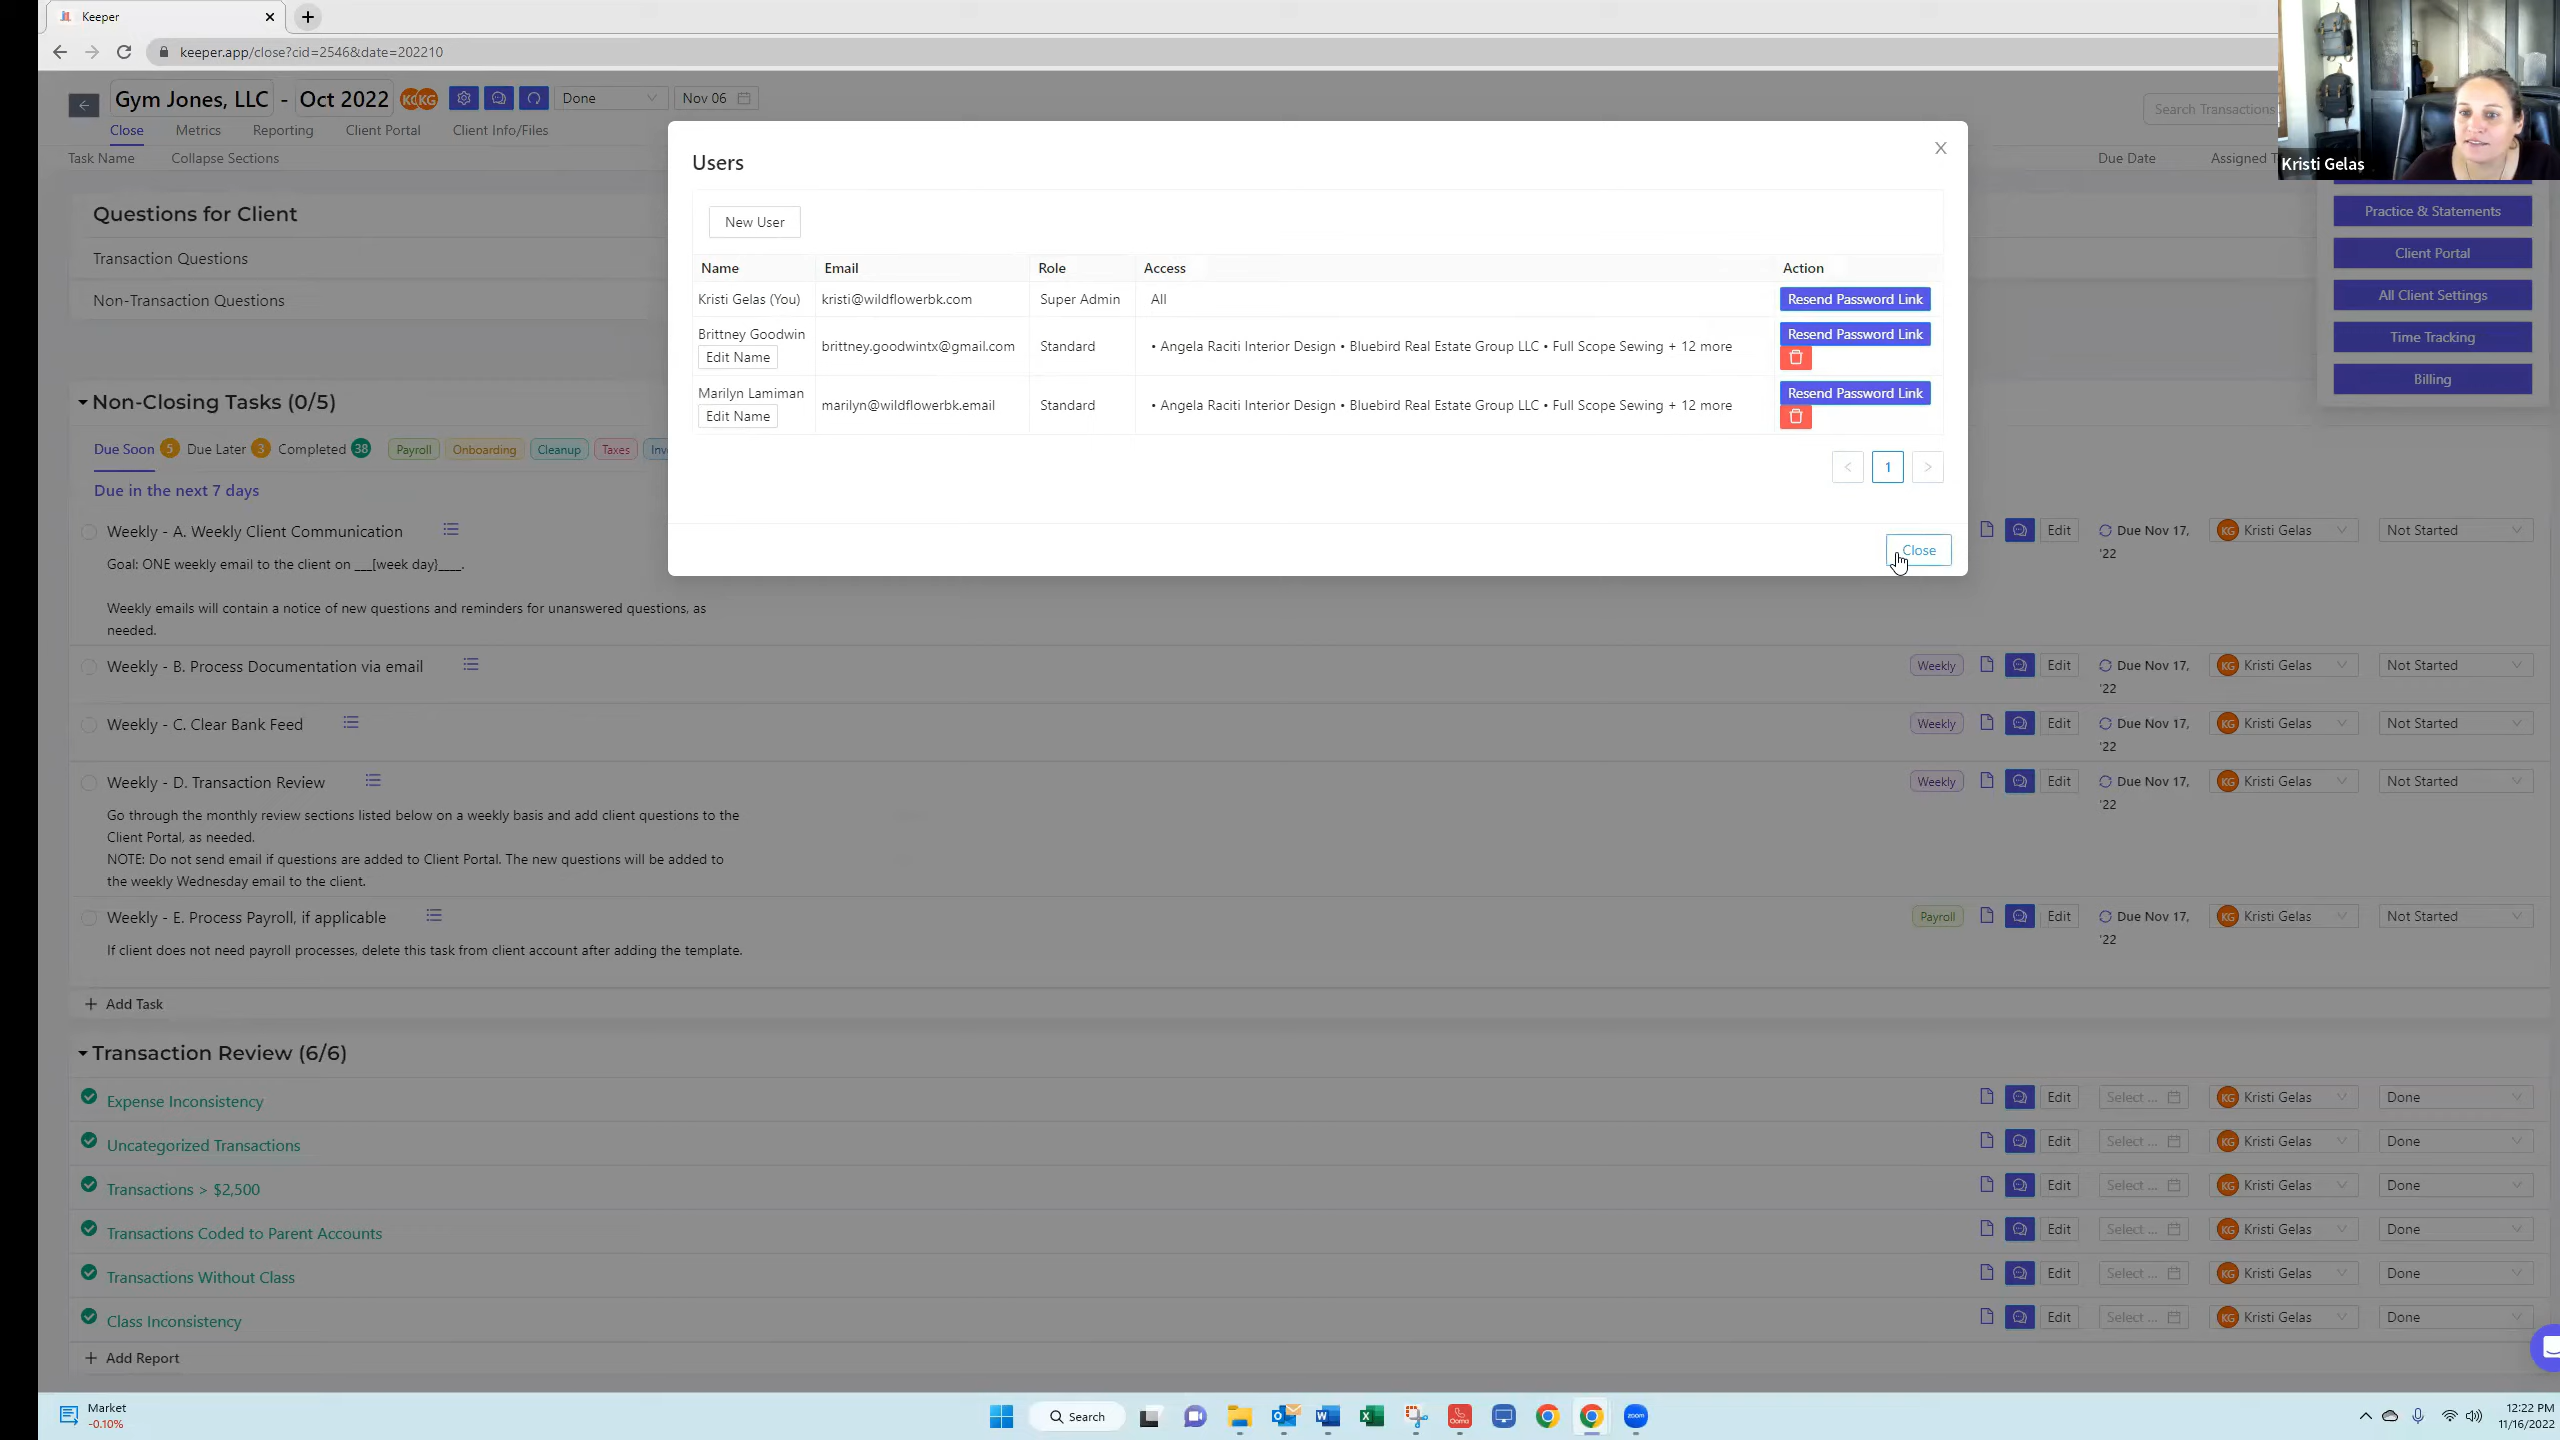 Keeper
keeper.app/close?cid=2546&date=202210
Gym Jones, LLC - Oct 2022
KG
Done
Nov 06
Search Transactions
Kristi Gelas
Close
Metrics
Reporting
Client Portal
Client Info/Files
Task Name
Collapse Sections
Due Date
Assigned T
Users
New User
Name Email Role Access Action
Kristi Gelas (You) kristi@wildflowerbk.com Super Admin All Resend Password Link
Brittney Goodwin brittney.goodwintx@gmail.com Standard • Angela Raciti Interior Design • Bluebird Real Estate Group LLC • Full Scope Sewing + 12 more Resend Password Link
Edit Name
Marilyn Lamiman marilyn@wildflowerbk.email Standard • Angela Raciti Interior Design • Bluebird Real Estate Group LLC • Full Scope Sewing + 12 more Resend Password Link
Edit Name
< 1 >
Close
Practice & Statements
Client Portal
All Client Settings
Time Tracking
Billing
Questions for Client
Transaction Questions
Non-Transaction Questions
Non-Closing Tasks (0/5)
Due Soon 5 Due Later 3 Completed 38 Payroll Onboarding Cleanup Taxes Inv
Due in the next 7 days
Weekly - A. Weekly Client Communication Edit Due Nov 17, '22 KG Kristi Gelas Not Started
Goal: ONE weekly email to the client on ___[week day}____.
Weekly emails will contain a notice of new questions and reminders for unanswered questions, as
needed.
Weekly - B. Process Documentation via email Weekly Edit Due Nov 17, '22 KG Kristi Gelas Not Started
Weekly - C. Clear Bank Feed Weekly Edit Due Nov 17, '22 KG Kristi Gelas Not Started
Weekly - D. Transaction Review Weekly Edit Due Nov 17, '22 KG Kristi Gelas Not Started
Go through the monthly review sections listed below on a weekly basis and add client questions to the
Client Portal, as needed.
NOTE: Do not send email if questions are added to Client Portal. The new questions will be added to
the weekly Wednesday email to the client.
Weekly - E. Process Payroll, if applicable Payroll Edit Due Nov 17, '22 KG Kristi Gelas Not Started
If client does not need payroll processes, delete this task from client account after adding the template.
+ Add Task
Transaction Review (6/6)
Expense Inconsistency Edit Select ... KG Kristi Gelas Done
Uncategorized Transactions Edit Select ... KG Kristi Gelas Done
Transactions > $2,500 Edit Select ... KG Kristi Gelas Done
Transactions Coded to Parent Accounts Edit Select ... KG Kristi Gelas Done
Transactions Without Class Edit Select ... KG Kristi Gelas Done
Class Inconsistency Edit Select ... KG Kristi Gelas Done
+ Add Report
Market
-0.10%
Search
Ooma
zoom
12:22 PM
11/16/2022